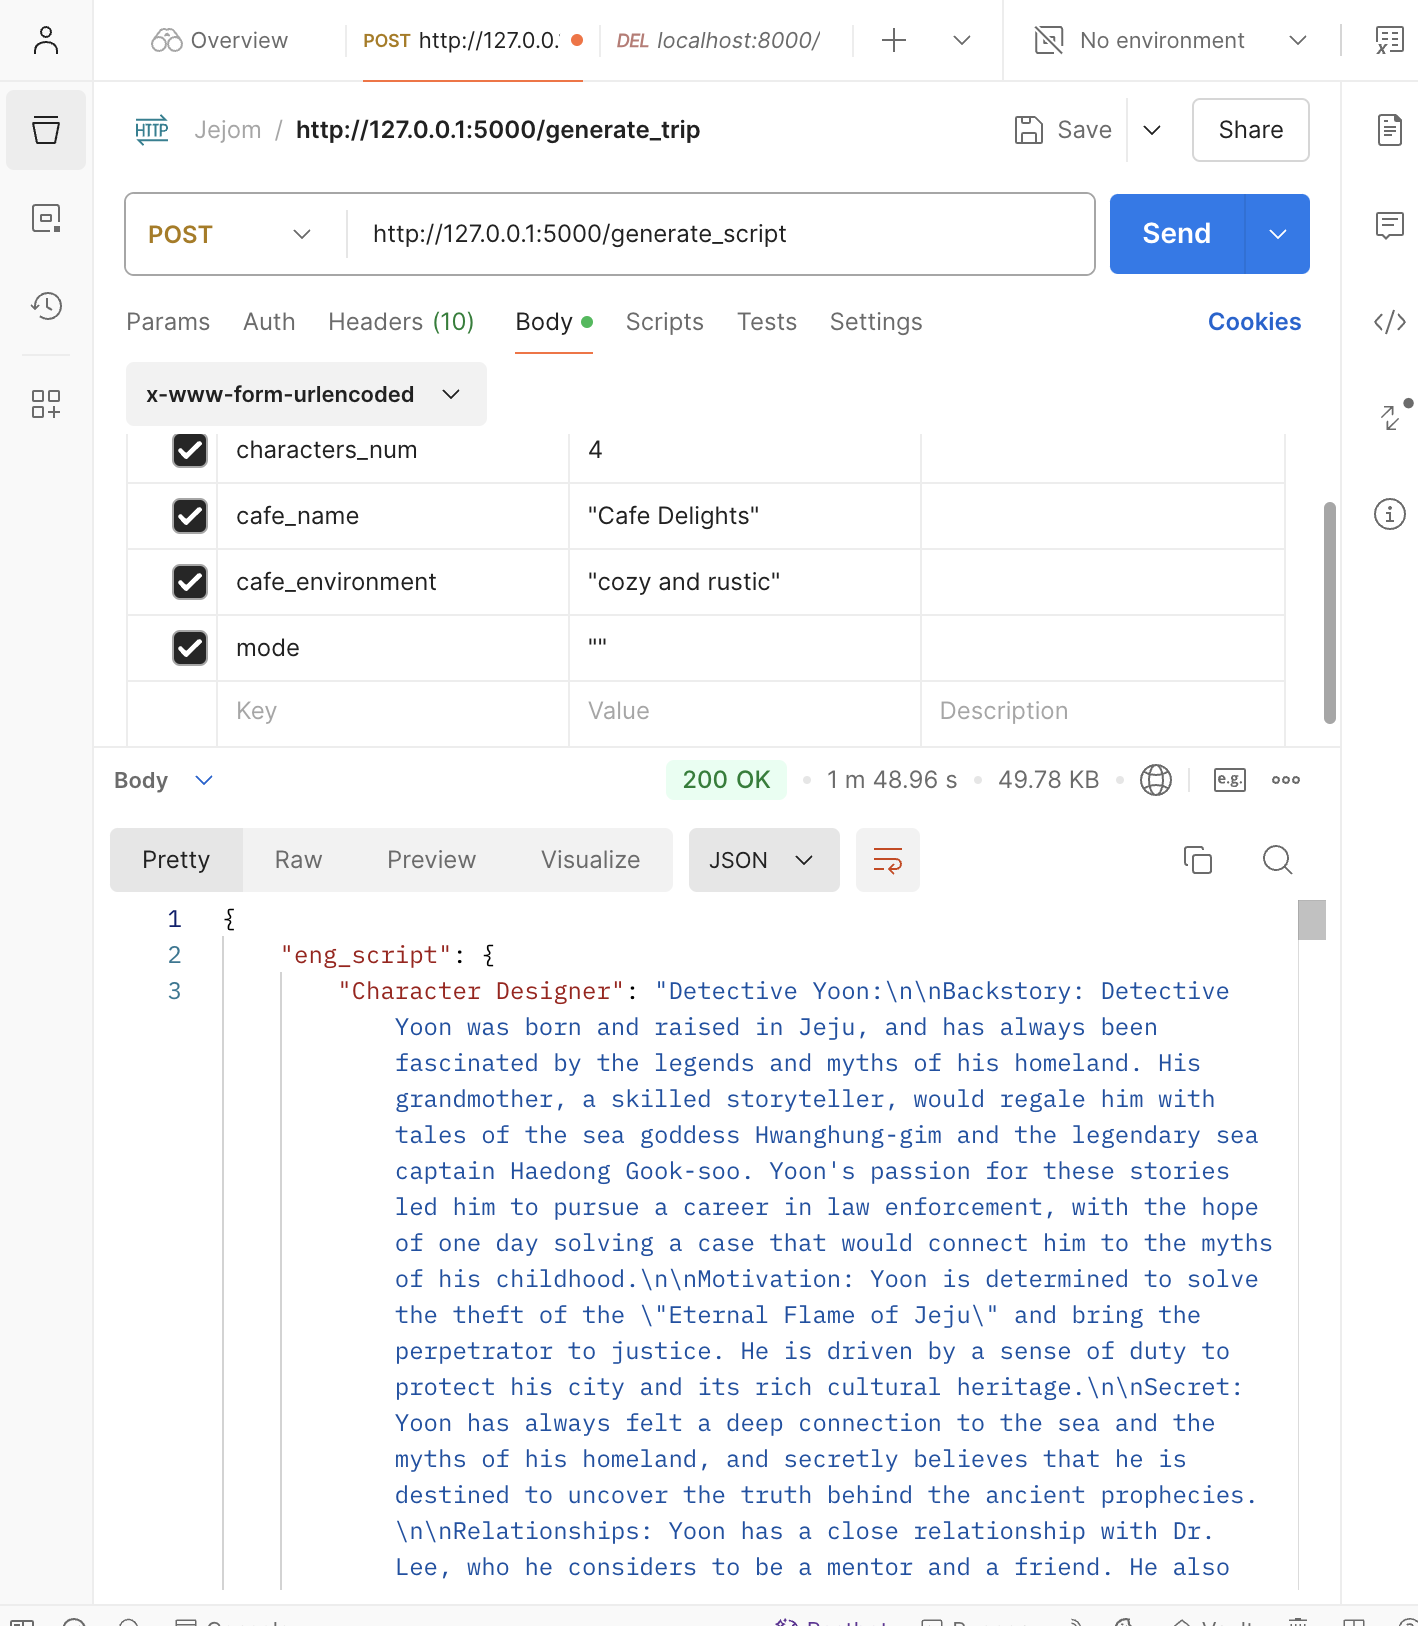 Overview
POST http://127.0.0.
DEL localhost:8000/
No environment
HTTP Jejom / http://127.0.0.1:5000/generate_trip
Save
Share
POST
http://127.0.0.1:5000/generate_script
Send
Params Auth Headers (10) Body Scripts Tests Settings Cookies
x-www-form-urlencoded
characters_num 4
cafe_name "Cafe Delights"
cafe_environment "cozy and rustic"
mode ""
Key Value Description
Body 200 OK 1 m 48.96 s 49.78 KB e.g.
Pretty Raw Preview Visualize JSON
1 {
2 "eng_script": {
3 "Character Designer": "Detective Yoon:\n\nBackstory: Detective
Yoon was born and raised in Jeju, and has always been
fascinated by the legends and myths of his homeland. His
grandmother, a skilled storyteller, would regale him with
tales of the sea goddess Hwanghung-gim and the legendary sea
captain Haedong Gook-soo. Yoon's passion for these stories
led him to pursue a career in law enforcement, with the hope
of one day solving a case that would connect him to the myths
of his childhood.\n\nMotivation: Yoon is determined to solve
the theft of the \"Eternal Flame of Jeju\" and bring the
perpetrator to justice. He is driven by a sense of duty to
protect his city and its rich cultural heritage.\n\nSecret:
Yoon has always felt a deep connection to the sea and the
myths of his homeland, and secretly believes that he is
destined to uncover the truth behind the ancient prophecies.
\n\nRelationships: Yoon has a close relationship with Dr.
Lee, who he considers to be a mentor and a friend. He also